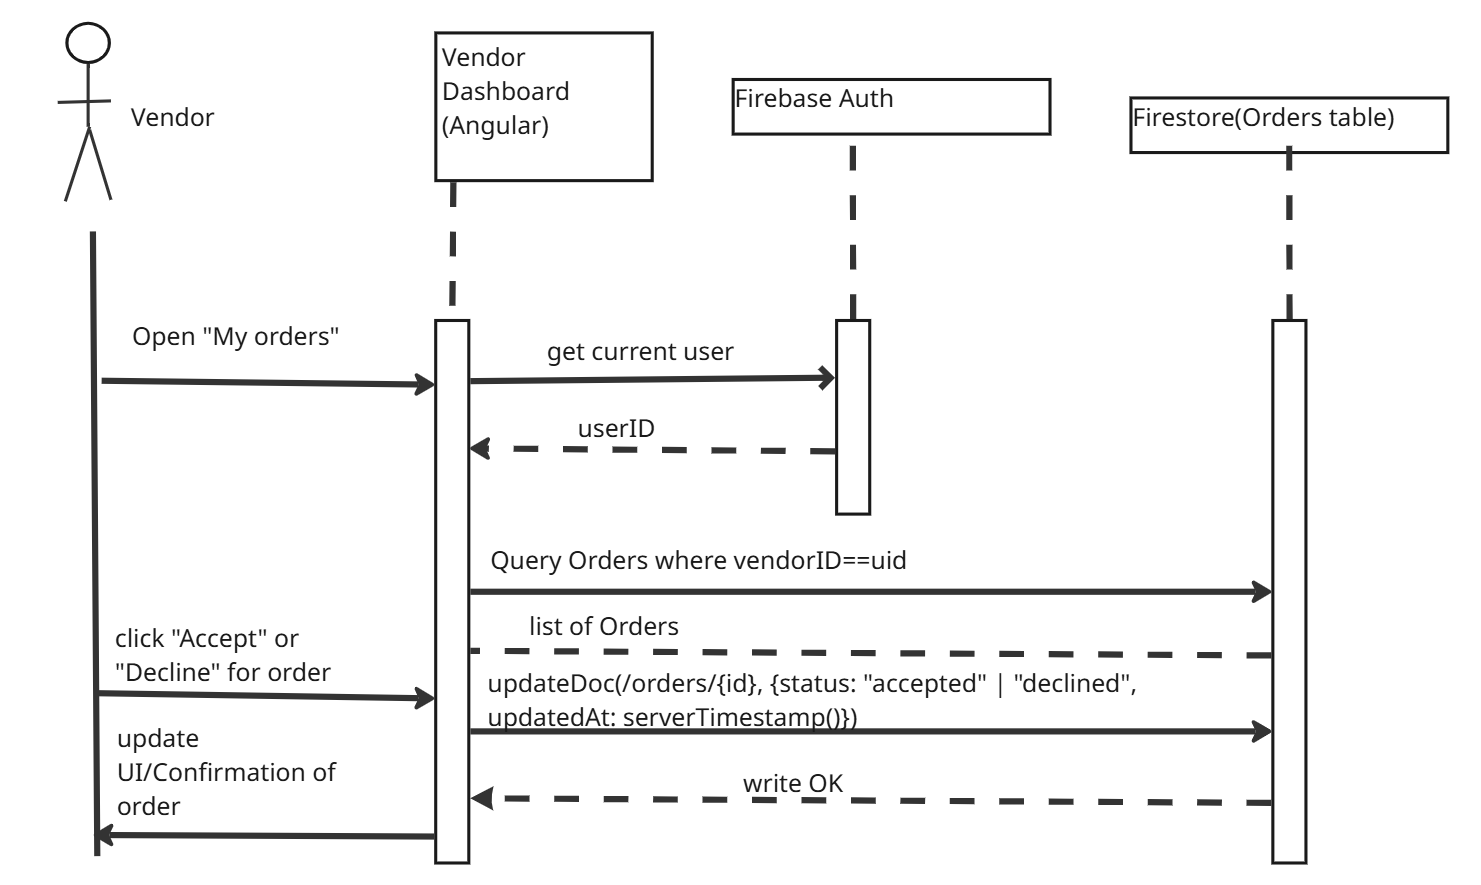 Vendor
Vendor
Dashboard
(Angular)
Firebase Auth
Firestore(Orders table)
Open "My orders"
get current user
userID
Query Orders where vendorID==uid
list of Orders
click "Accept" or
"Decline" for order
updateDoc(/orders/{id}, {status: "accepted" | "declined",
updatedAt: serverTimestamp()})
update
UI/Confirmation of
order
write OK